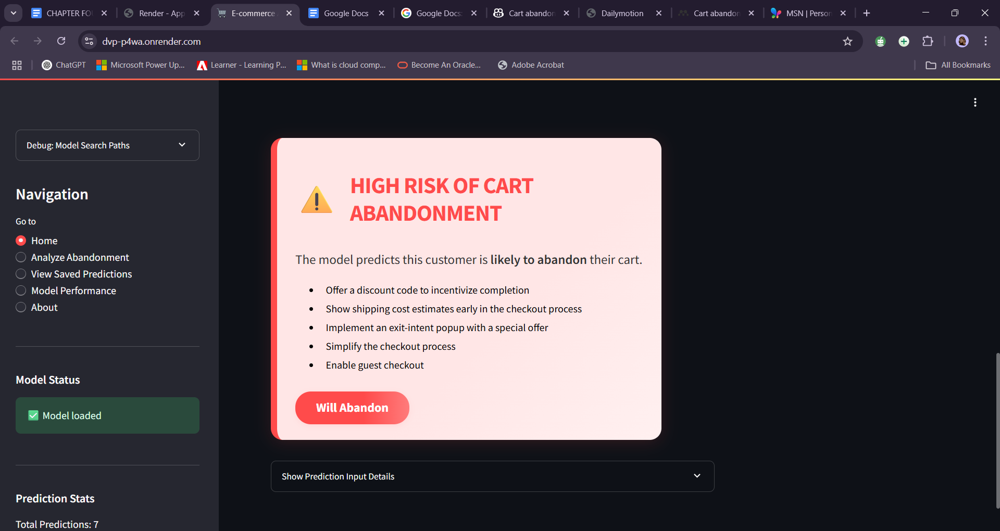 CHAPTER FO
Render - App
E-commerce
Google Docs
Google Docs:
Cart abandon
Dailymotion
Cart abandon
MSN | Person
dvp-p4wa.onrender.com
ChatGPT
Microsoft Power Up...
Learner - Learning P...
What is cloud comp...
Become An Oracle...
Adobe Acrobat
All Bookmarks
Debug: Model Search Paths
Navigation
Go to
Home
Analyze Abandonment
View Saved Predictions
Model Performance
About
Model Status
Model loaded
Prediction Stats
Total Predictions: 7
HIGH RISK OF CART
ABANDONMENT
The model predicts this customer is likely to abandon their cart.
Offer a discount code to incentivize completion
Show shipping cost estimates early in the checkout process
Implement an exit-intent popup with a special offer
Simplify the checkout process
Enable guest checkout
Will Abandon
Show Prediction Input Details